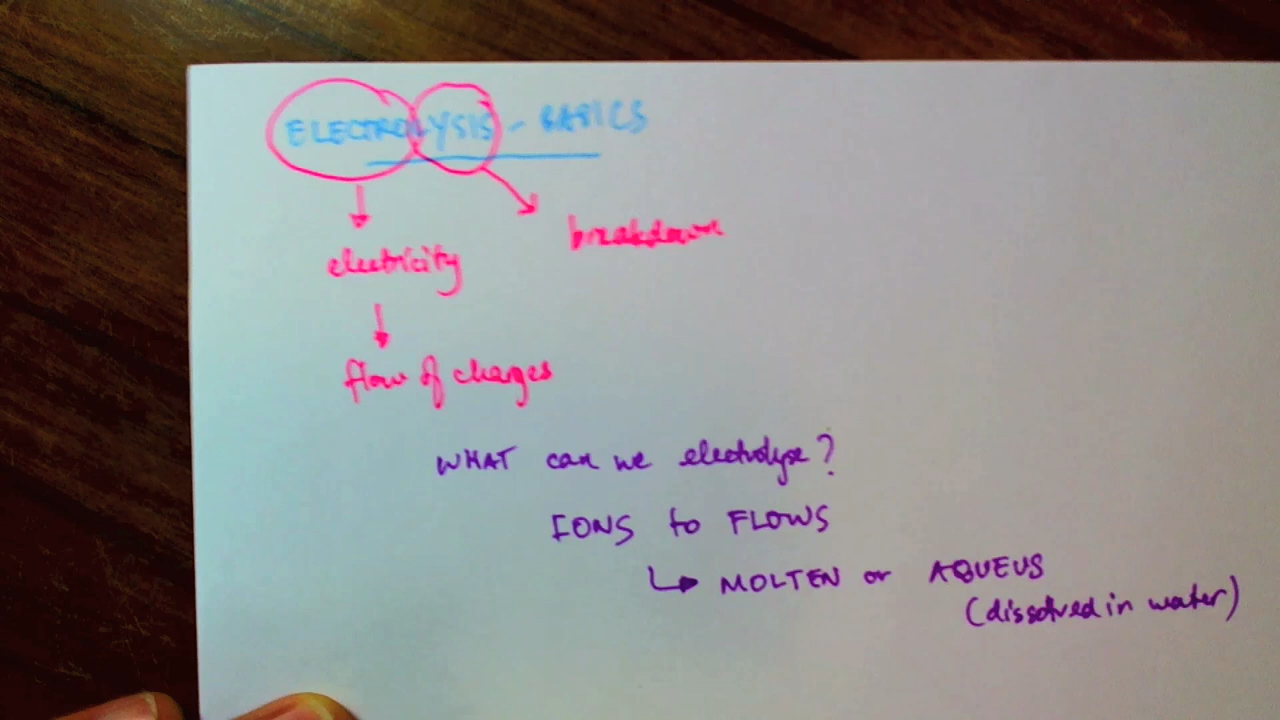 ELECTROLYSIS - BASICS
electricity
breakdown
flow of charges
WHAT can we electrolyse?
IONS to FLOWS
MOLTEN or AQUEUS
(dissolved in water)